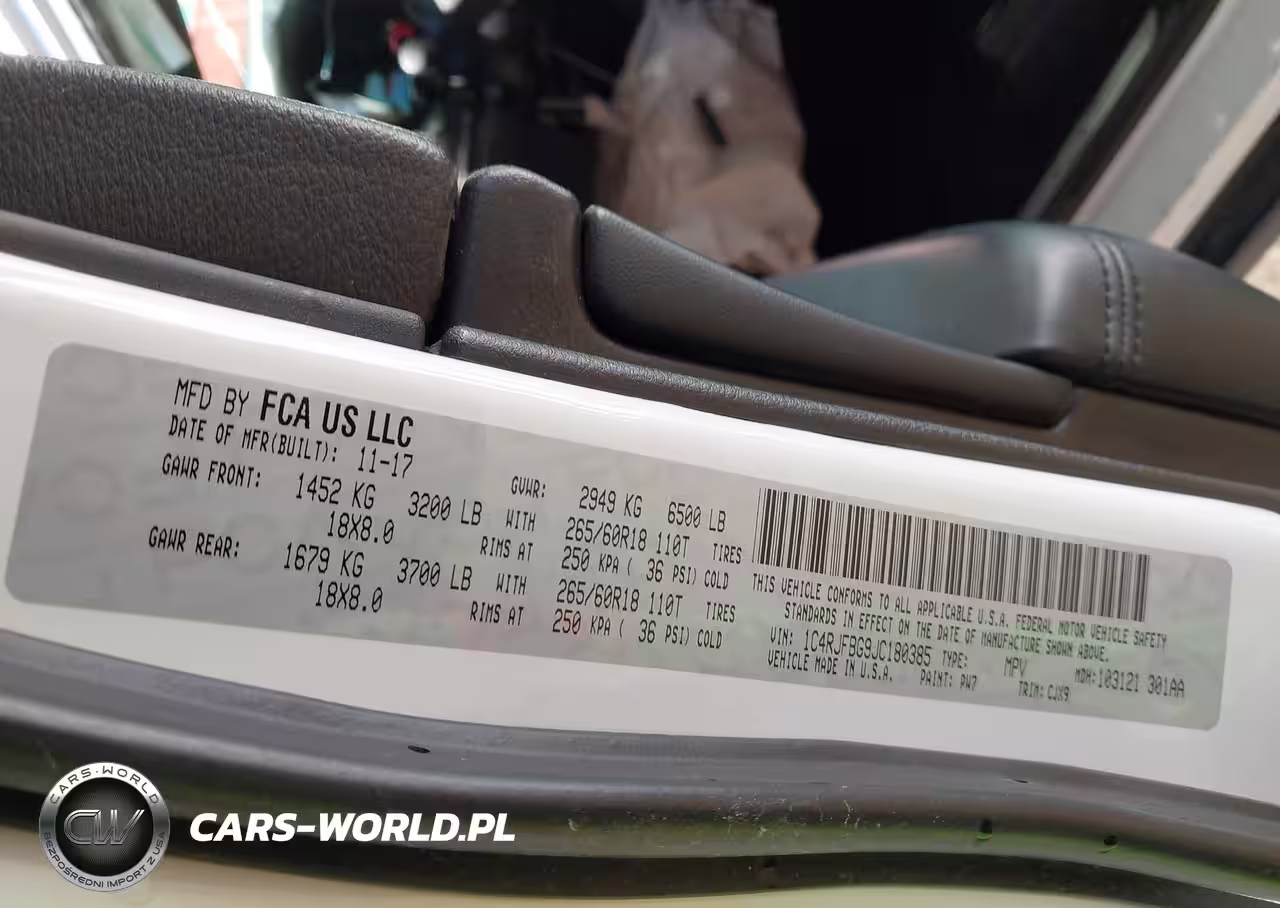 MFD BY FCA US LLC
DATE OF MFR(BUILT): 11-17
GAWR FRONT: 1452 KG 3200 LB WITH 265/60R18 110T TIRES
GVWR: 2949 KG 6500 LB
18X8.0 RIMS AT 250 KPA ( 36 PSI) COLD
GAWR REAR: 1679 KG 3700 LB WITH 265/60R18 110T TIRES
18X8.0 RIMS AT 250 KPA ( 36 PSI) COLD
THIS VEHICLE CONFORMS TO ALL APPLICABLE U.S.A. FEDERAL MOTOR VEHICLE SAFETY
STANDARDS IN EFFECT ON THE DATE OF MANUFACTURE SHOWN ABOVE.
VIN: 1C4RJFBG9JC180385 TYPE: MPV MDH:103121 301AA
VEHICLE MADE IN U.S.A. PAINT: PW7 TRIM: CJX9
CARS-WORLD
CW
BEZPOŚREDNI IMPORT Z USA
CARS-WORLD.PL